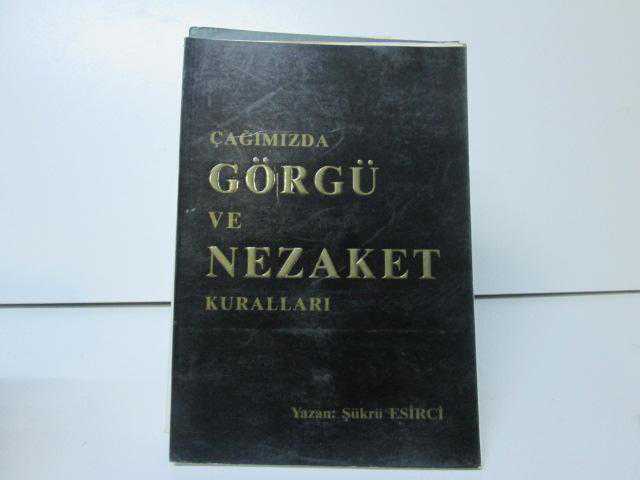 ÇAĞIMIZDA
GÖRGÜ
VE
NEZAKET
KURALLARI
Yazan: Şükrü ESİRCİ